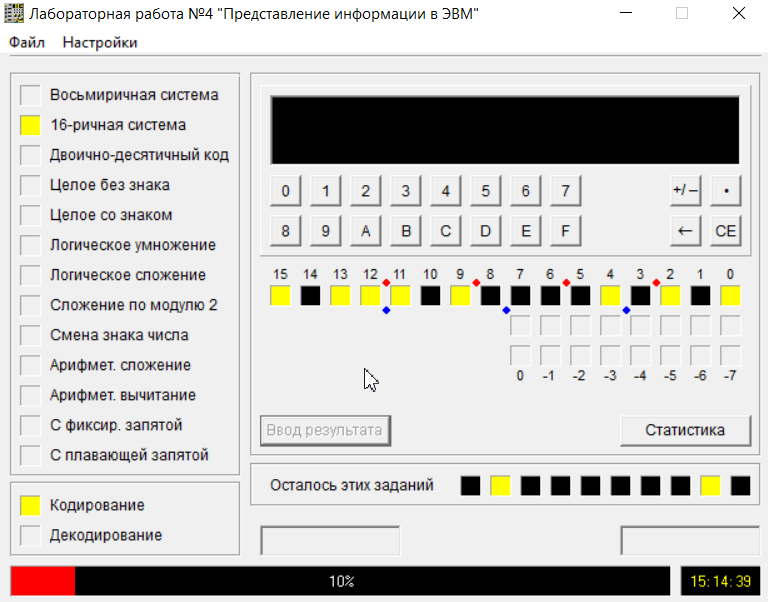 Лабораторная работа №4 "Представление информации в ЭВМ"
Файл Настройки
Восьмиричная система
16-ричная система
Двоично-десятичный код
Целое без знака
Целое со знаком
Логическое умножение
Логическое сложение
Сложение по модулю 2
Смена знака числа
Арифмет. сложение
Арифмет. вычитание
С фиксир. запятой
С плавающей запятой
Кодирование
Декодирование
0 1 2 3 4 5 6 7 +/− •
8 9 A B C D E F ← CE
15 14 13 12 11 10 9 8 7 6 5 4 3 2 1 0
0 -1 -2 -3 -4 -5 -6 -7
Ввод результата Статистика
Осталось этих заданий
10% 15:14:39